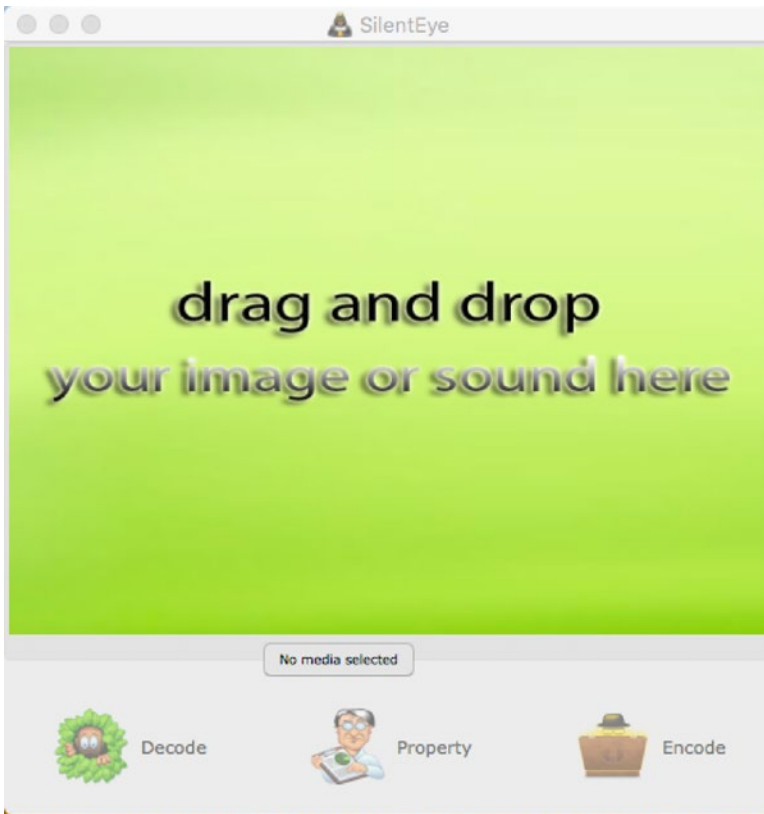 SilentEye
drag and drop
your image or sound here
No media selected
Decode
Property
Encode